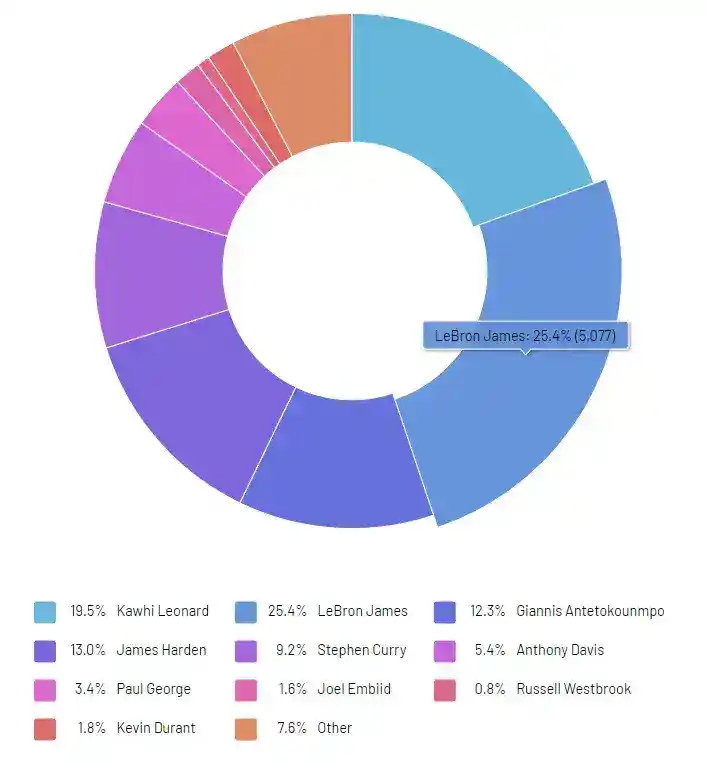 LeBron James: 25.4% (5,077)
19.5% Kawhi Leonard 25.4% LeBron James 12.3% Giannis Antetokounmpo
13.0% James Harden 9.2% Stephen Curry 5.4% Anthony Davis
3.4% Paul George 1.6% Joel Embiid 0.8% Russell Westbrook
1.8% Kevin Durant 7.6% Other